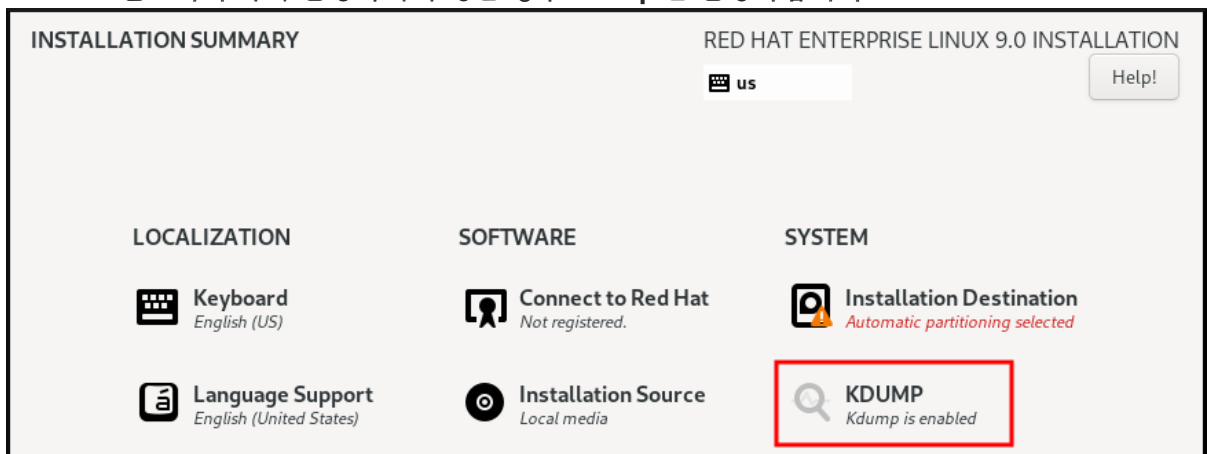 INSTALLATION SUMMARY
RED HAT ENTERPRISE LINUX 9.0 INSTALLATION
us
Help!
LOCALIZATION
SOFTWARE
SYSTEM
Keyboard
English (US)
Connect to Red Hat
Not registered.
Installation Destination
Automatic partitioning selected
Language Support
English (United States)
Installation Source
Local media
KDUMP
Kdump is enabled